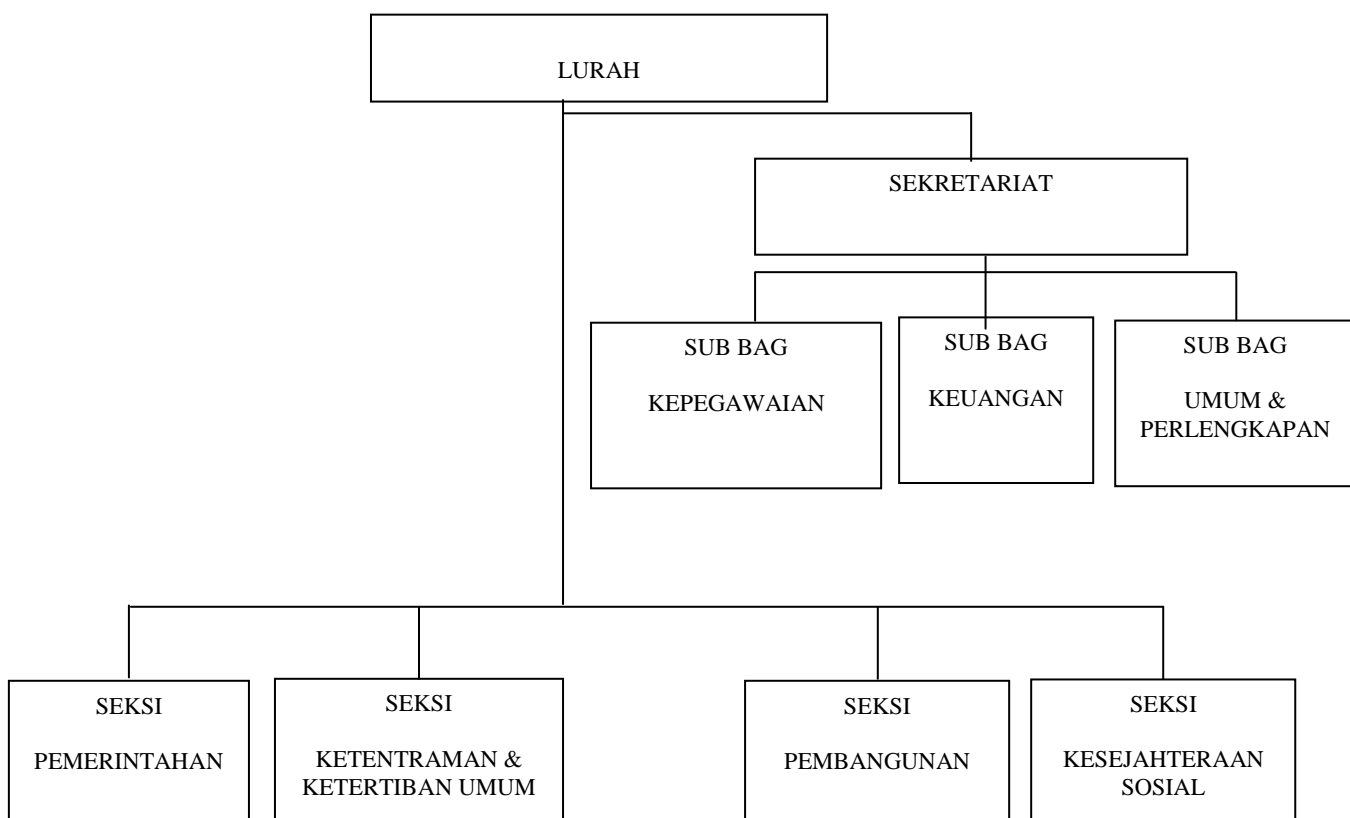 LURAH
SEKRETARIAT
SUB BAG
KEPEGAWAIAN
SUB BAG
KEUANGAN
SUB BAG
UMUM &
PERLENGKAPAN
SEKSI
PEMERINTAHAN
SEKSI
KETENTRAMAN &
KETERTIBAN UMUM
SEKSI
PEMBANGUNAN
SEKSI
KESEJAHTERAAN
SOSIAL